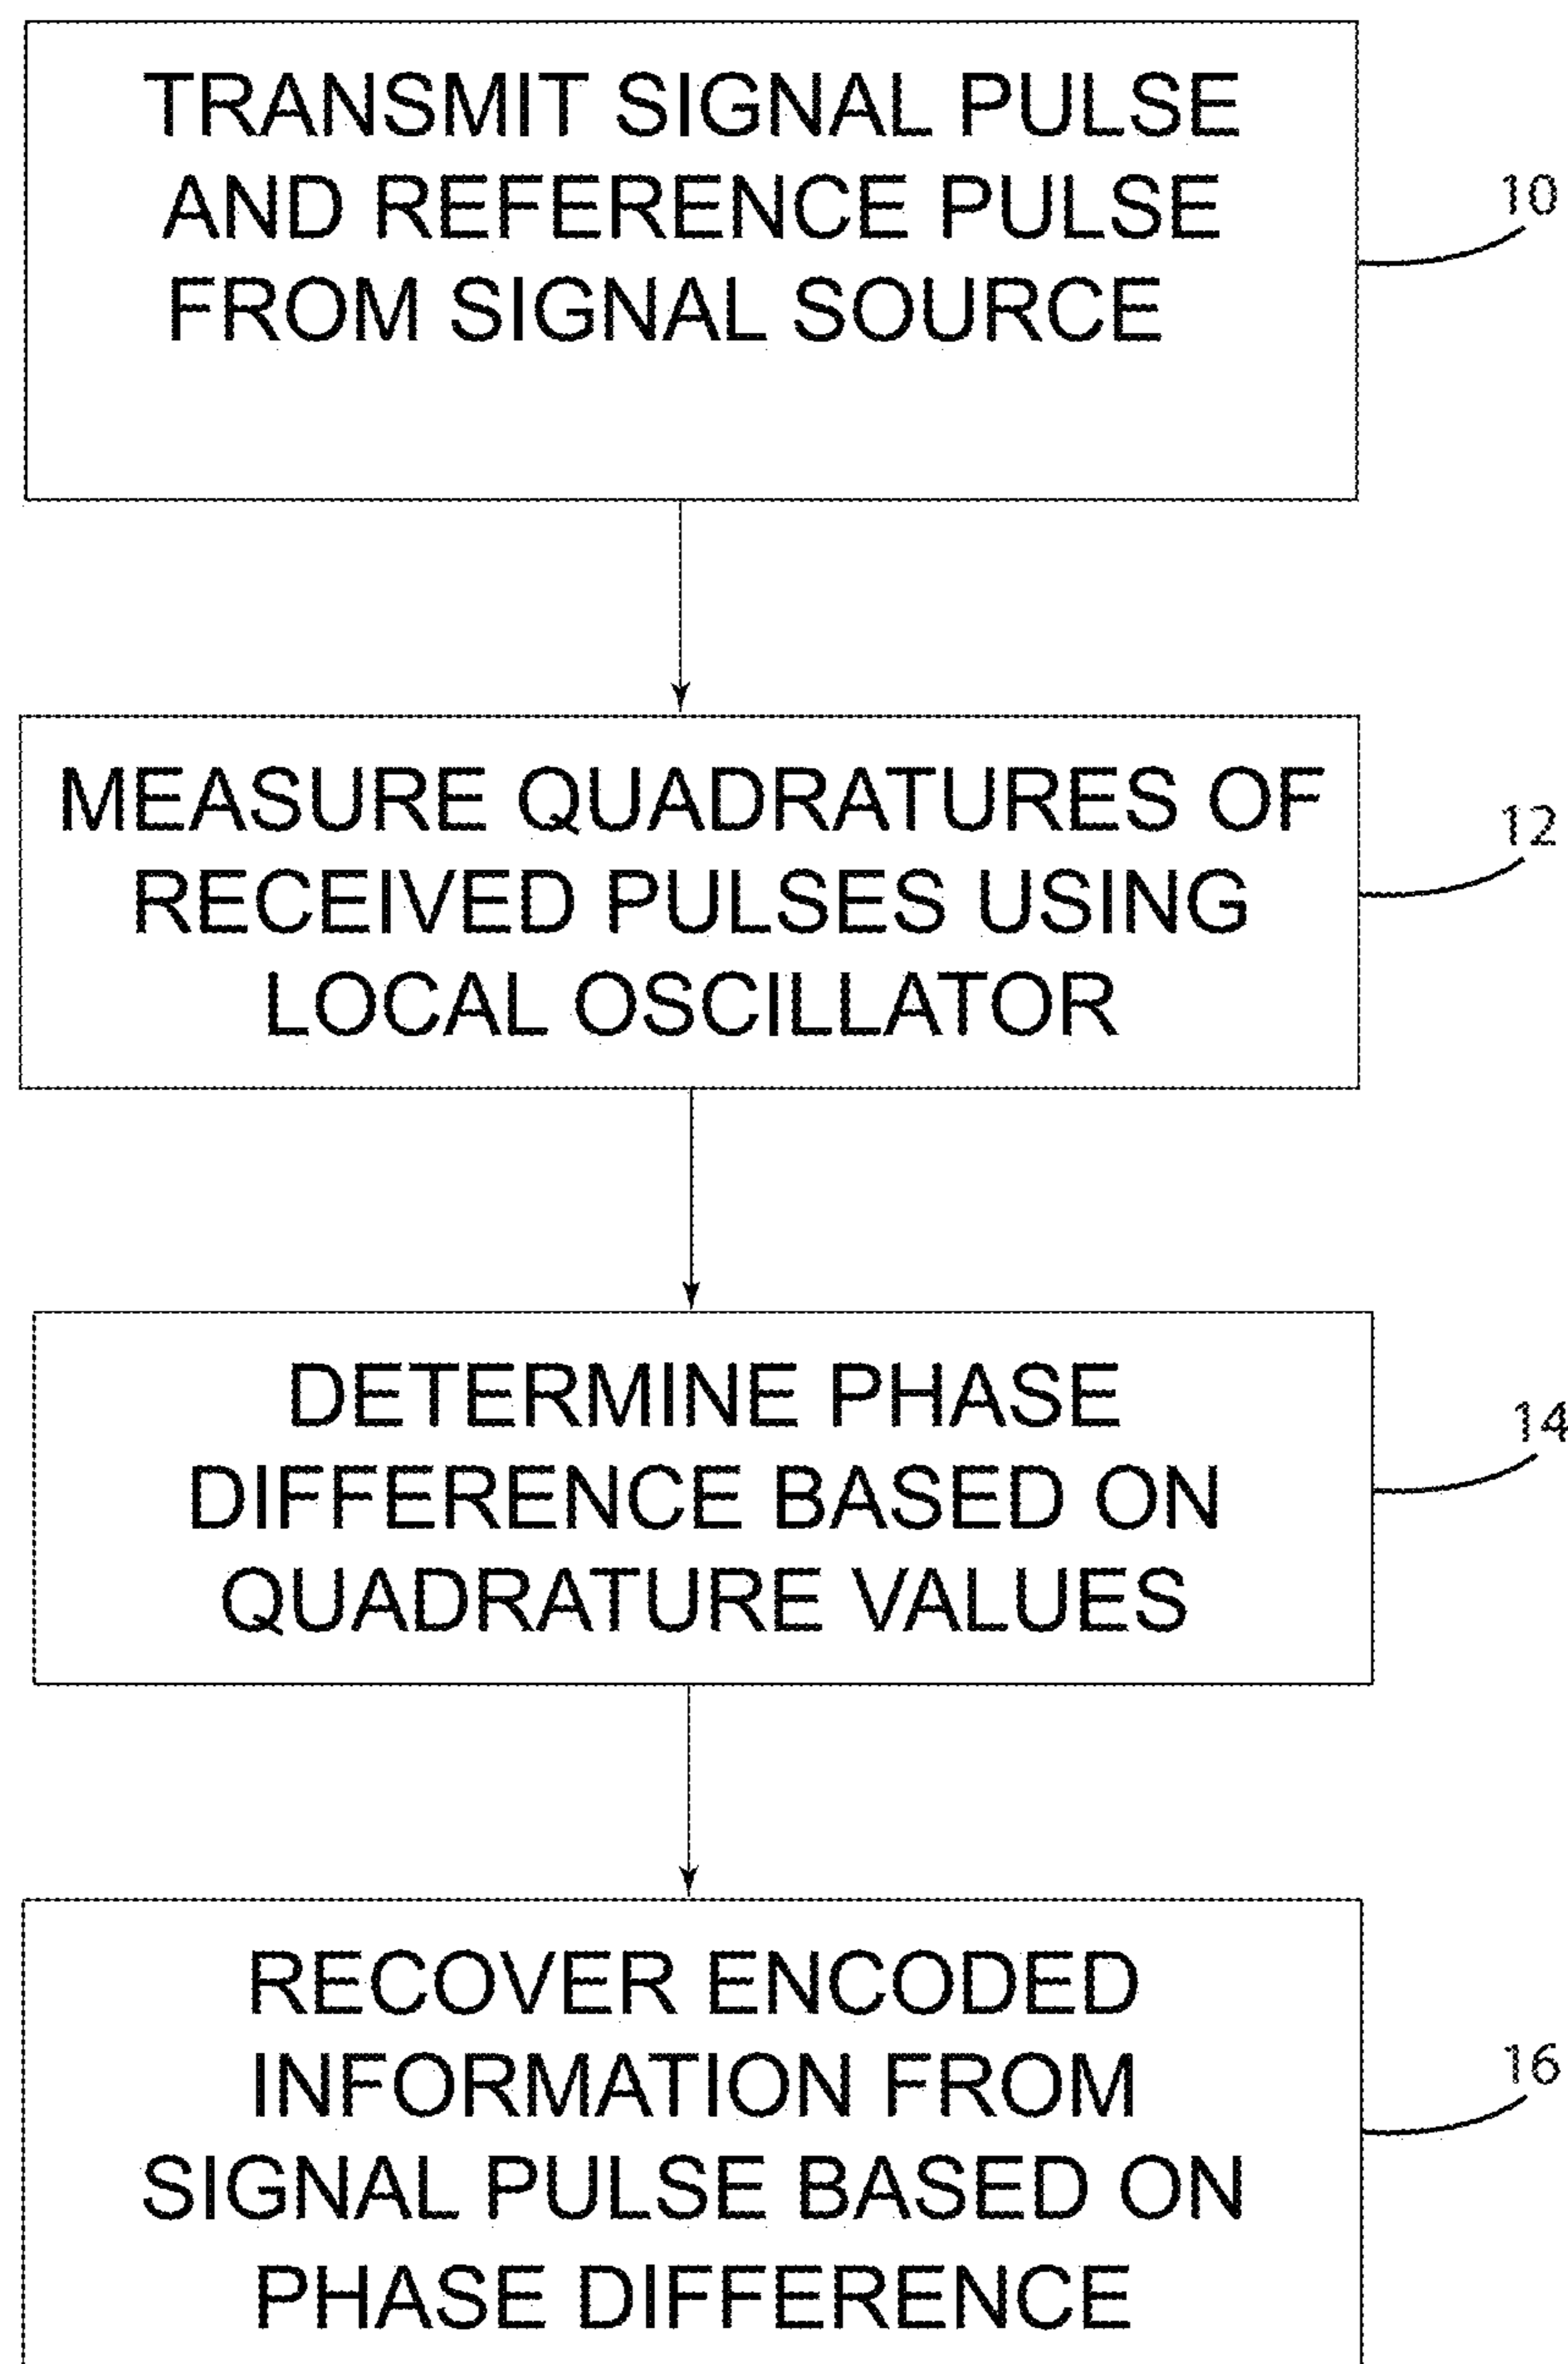 TRANSMIT SIGNAL PULSE
AND REFERENCE PULSE
FROM SIGNAL SOURCE
10
MEASURE QUADRATURES OF
RECEIVED PULSES USING
LOCAL OSCILLATOR
12
DETERMINE PHASE
DIFFERENCE BASED ON
QUADRATURE VALUES
14
RECOVER ENCODED
INFORMATION FROM
SIGNAL PULSE BASED ON
PHASE DIFFERENCE
16